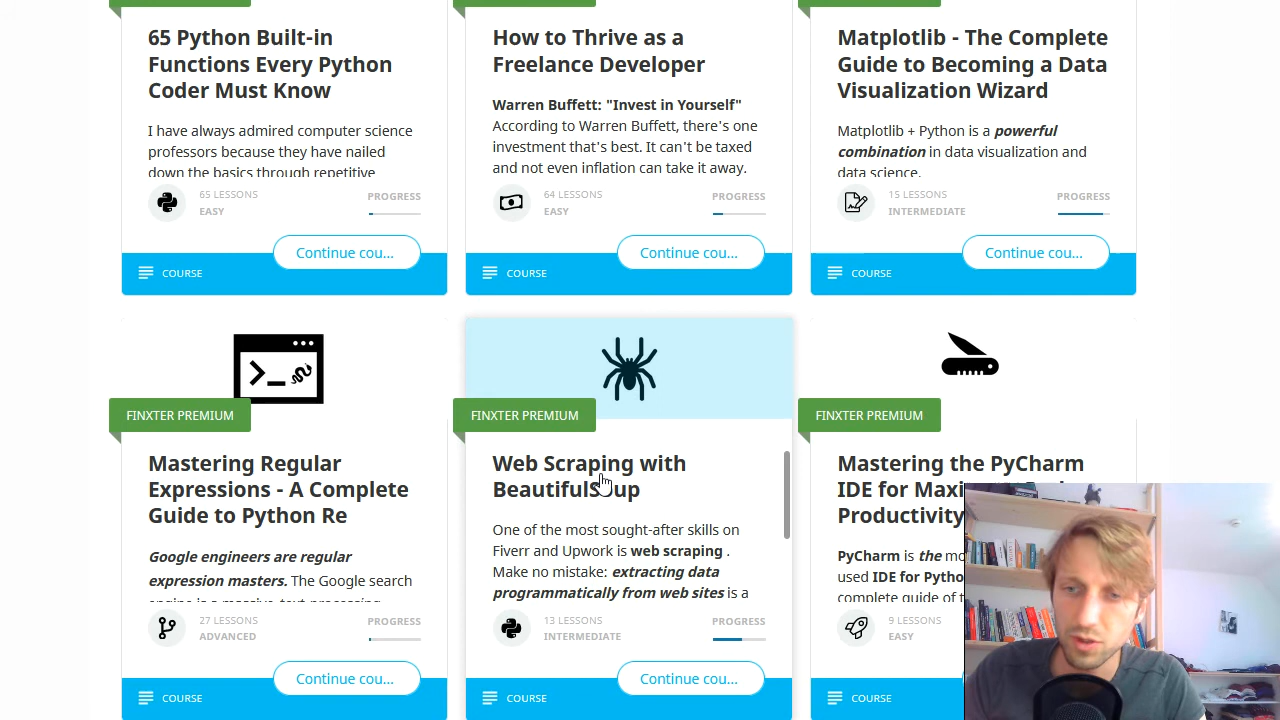 65 Python Built-in
Functions Every Python
Coder Must Know
I have always admired computer science
professors because they have nailed
down the basics through repetitive
65 LESSONS
EASY
PROGRESS
Continue cou...
COURSE
How to Thrive as a
Freelance Developer
Warren Buffett: "Invest in Yourself"
According to Warren Buffett, there's one
investment that's best. It can't be taxed
and not even inflation can take it away.
64 LESSONS
EASY
PROGRESS
Continue cou...
COURSE
Matplotlib - The Complete
Guide to Becoming a Data
Visualization Wizard
Matplotlib + Python is a powerful
combination in data visualization and
data science.
15 LESSONS
INTERMEDIATE
PROGRESS
Continue cou...
COURSE
FINXTER PREMIUM
Mastering Regular
Expressions - A Complete
Guide to Python Re
Google engineers are regular
expression masters. The Google search
engine is a massive text-processing
27 LESSONS
ADVANCED
PROGRESS
Continue cou...
COURSE
FINXTER PREMIUM
Web Scraping with
BeautifulSoup
One of the most sought-after skills on
Fiverr and Upwork is web scraping .
Make no mistake: extracting data
programmatically from web sites is a
13 LESSONS
INTERMEDIATE
PROGRESS
Continue cou...
COURSE
FINXTER PREMIUM
Mastering the PyCharm
IDE for
Productivity
PyCharm is the
used IDE for
complete guide of
9 LESSONS
EASY
COURSE